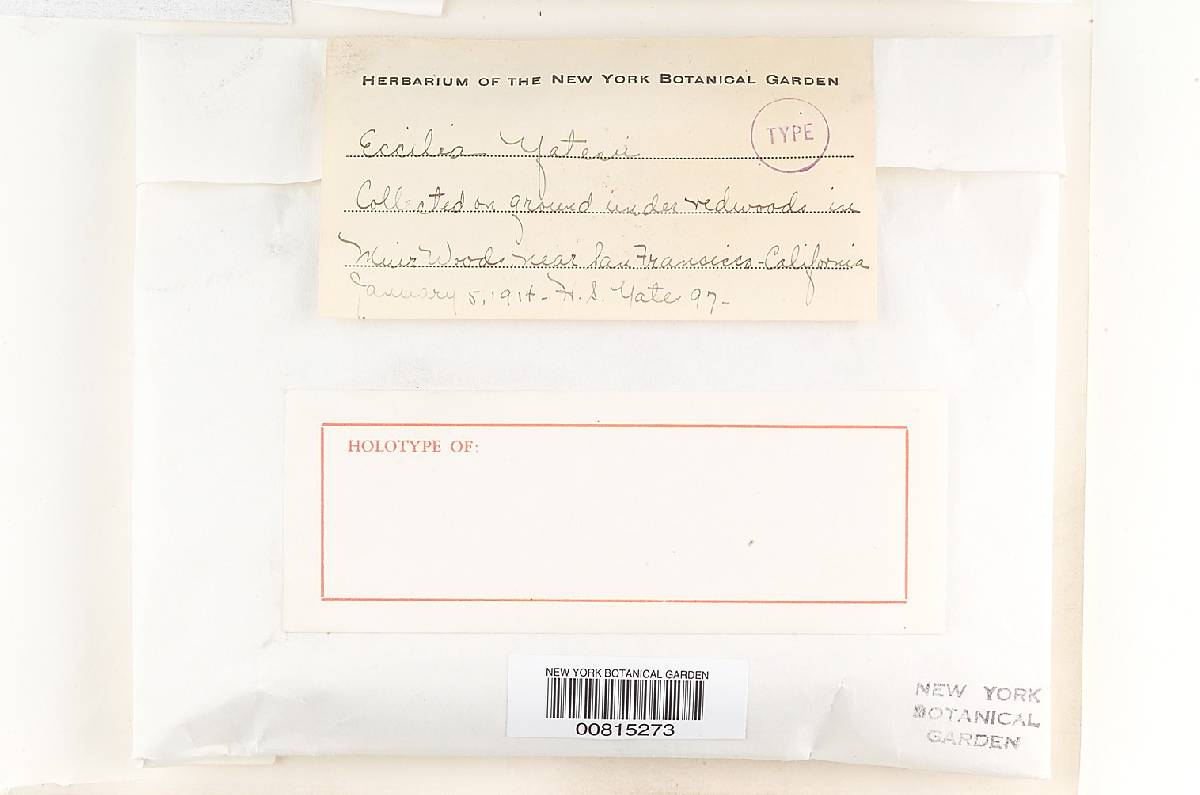 HERBARIUM OF THE NEW YORK BOTANICAL GARDEN
Eccilia Yatesii
TYPE
Collected on ground under redwoods in
Muir Woods near San Fransicco-California
January 5, 1914- H. S. Yates 97-
HOLOTYPE OF:
NEW YORK BOTANICAL GARDEN
00815273
NEW YORK
BOTANICAL
GARDEN